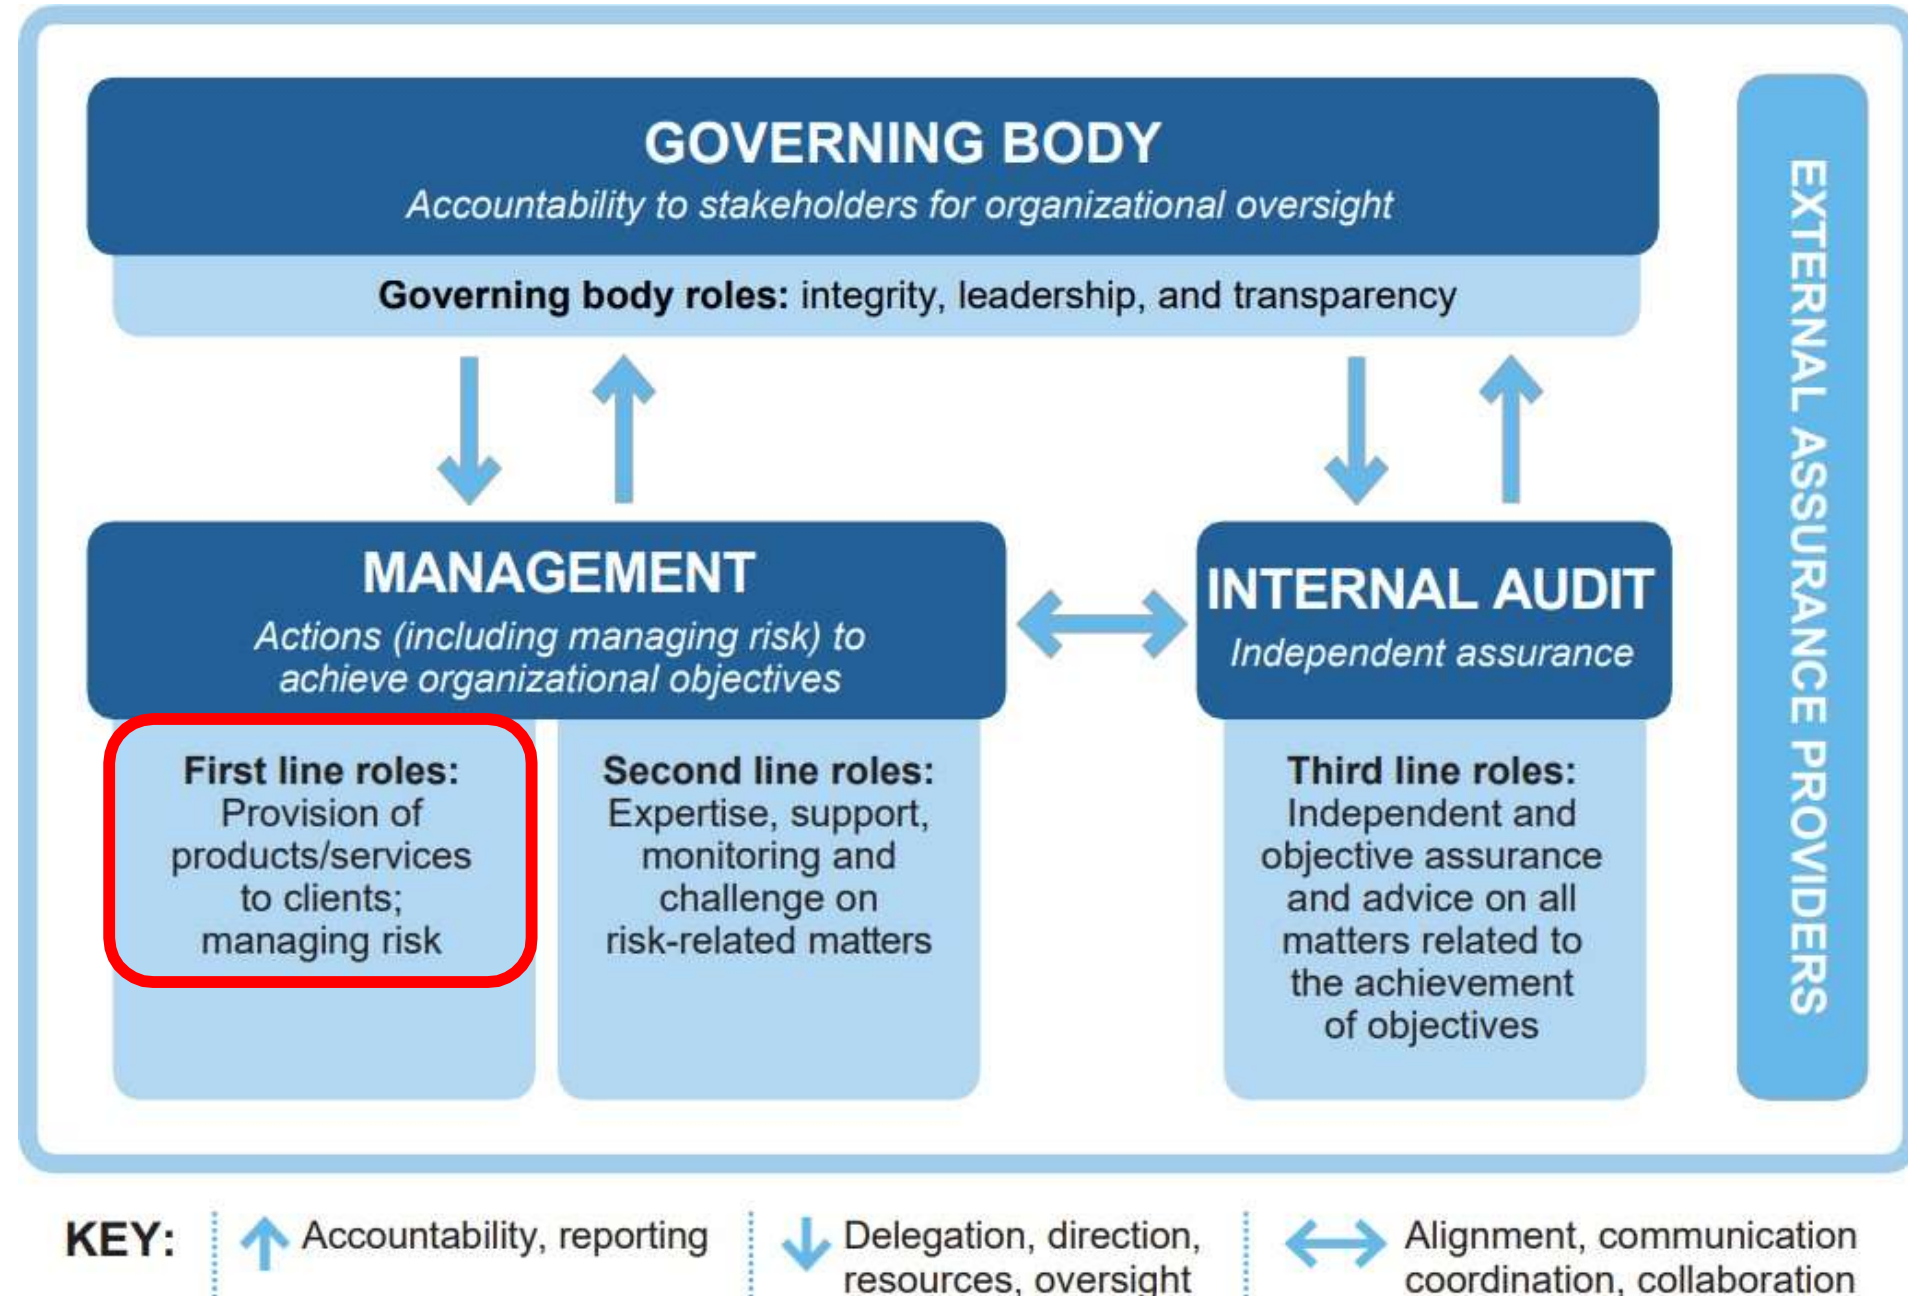 GOVERNING BODY
Accountability to stakeholders for organizational oversight
Governing body roles: integrity, leadership, and transparency
MANAGEMENT
Actions (including managing risk) to
achieve organizational objectives
INTERNAL AUDIT
Independent assurance
First line roles:
Provision of
products/services
to clients;
managing risk
Second line roles:
Expertise, support,
monitoring and
challenge on
risk-related matters
Third line roles:
Independent and
objective assurance
and advice on all
matters related to
the achievement
of objectives
EXTERNAL ASSURANCE PROVIDERS
KEY:
Accountability, reporting
Delegation, direction,
resources, oversight
Alignment, communication
coordination, collaboration